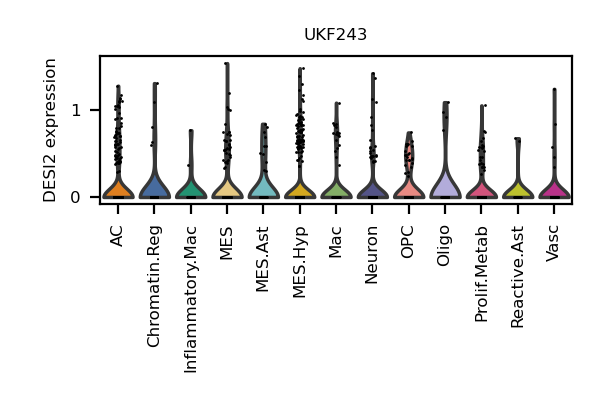 UKF243
DESI2 expression
1
0
AC
Chromatin.Reg
Inflammatory.Mac
MES
MES.Ast
MES.Hyp
Mac
Neuron
OPC
Oligo
Prolif.Metab
Reactive.Ast
Vasc